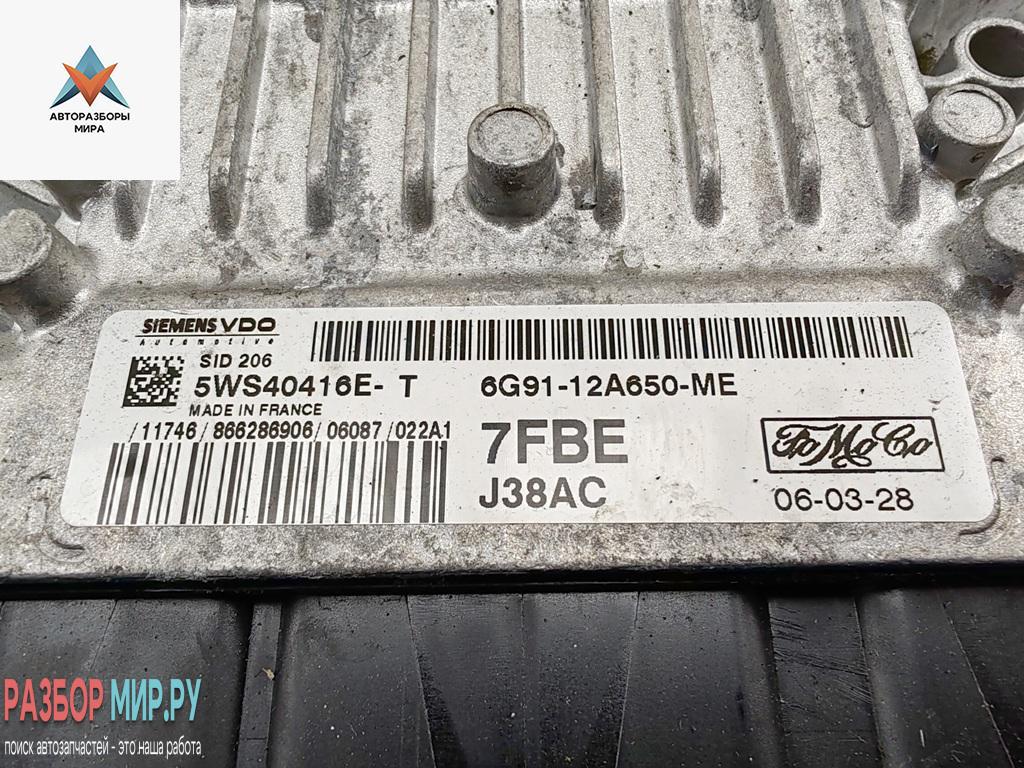 АВТОРАЗБОРЫ
МИРА
SIEMENS VDO
Automotive
SID 206
5WS40416E- T 6G91-12A650-ME
MADE IN FRANCE
/11746/866286906/06087/022A1
7FBE
FoMoCo
J38AC
06-03-28
РАЗБОР МИР.РУ
поиск автозапчастей - это наша работа